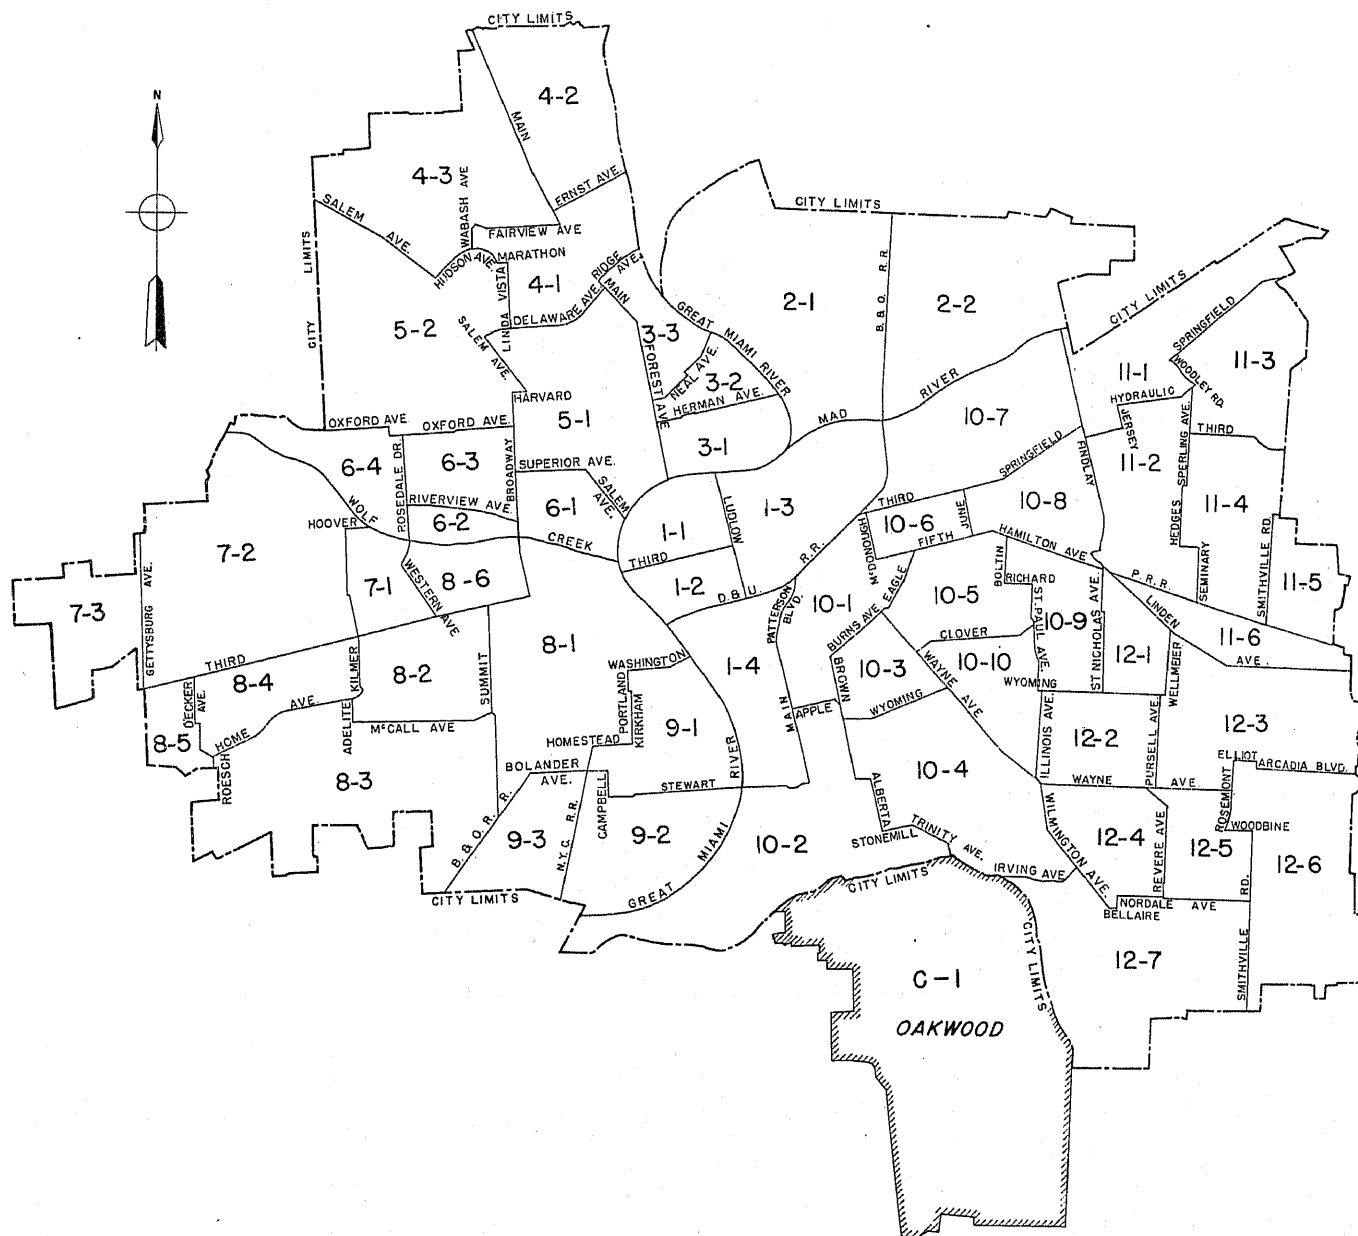 CITY LIMITS
N
4-2
MAIN
4-3
WABASH AVE
ERNST AVE.
SALEM AVE.
FAIRVIEW AVE
CITY LIMITS
HUDSON AVE.
MARATHON
LINDA VISTA
4-1
RIDGE AVE.
MAIN
DELAWARE AVE
CITY LIMITS
B. & O. R. R.
2-1
2-2
CITY LIMITS
SPRINGFIELD
5-2
SALEM AVE.
3-3
GREAT MIAMI RIVER
FOREST AVE
NEAL AVE.
3-2
HERMAN AVE.
11-1
WOODLEY RD.
11-3
HYDRAULIC
JERSEY
HARVARD
5-1
MAD RIVER
10-7
OXFORD AVE
OXFORD AVE.
BROADWAY
3-1
SPRINGFIELD
FINDLAY
11-2
SPERLING AVE.
THIRD
6-4
ROSEDALE DR.
6-3
SUPERIOR AVE.
SALEM AVE.
WOLF CREEK
RIVERVIEW AVE.
6-2
6-1
LUDLOW
1-3
THIRD
10-8
11-4
HOOVER
1-1
10-6
JUNE
HEDGES
SMITHVILLE RD.
7-2
THIRD
R.R.
McDONOUGH
FIFTH
HAMILTON AVE
BOLTIN
SEMINARY
7-3
GETTYSBURG AVE.
7-1
WESTERN AVE
8-6
1-2
D. & U.
PATTERSON BLVD.
10-1
EAGLE
BURNS AVE
10-5
RICHARD
ST. PAUL AVE.
10-9
P. R. R.
LINDEN AVE.
11-5
ST NICHOLAS AVE.
11-6
THIRD
8-1
WASHINGTON
1-4
10-3
CLOVER
10-10
12-1
WELLMEIER
8-4
KILMER
8-2
SUMMIT
BROWN
WAYNE AVE
WYOMING
DECKER AVE.
HOME AVE
PORTLAND
KIRKHAM
MAIN
APPLE
WYOMING
8-5
ADELITE
McCALL AVE
9-1
HOMESTEAD
ILLINOIS AVE.
12-2
PURSELL AVE.
12-3
ROESCH
8-3
BOLANDER AVE.
RIVER
ELLIOT
ARCADIA BLVD.
CAMPBELL
STEWART
10-4
WAYNE AVE.
ROSEMONT
B. & O. R. R.
N.Y.C. R.R.
9-3
9-2
GREAT MIAMI
10-2
ALBERTA
STONEMILL
TRINITY AVE.
WILMINGTON AVE.
12-4
REVERE AVE
WOODBINE
12-5
12-6
IRVING AVE
CITY LIMITS
CITY LIMITS
NORDALE AVE
BELLAIRE
SMITHVILLE RD.
12-7
CITY LIMITS
C-1
OAKWOOD